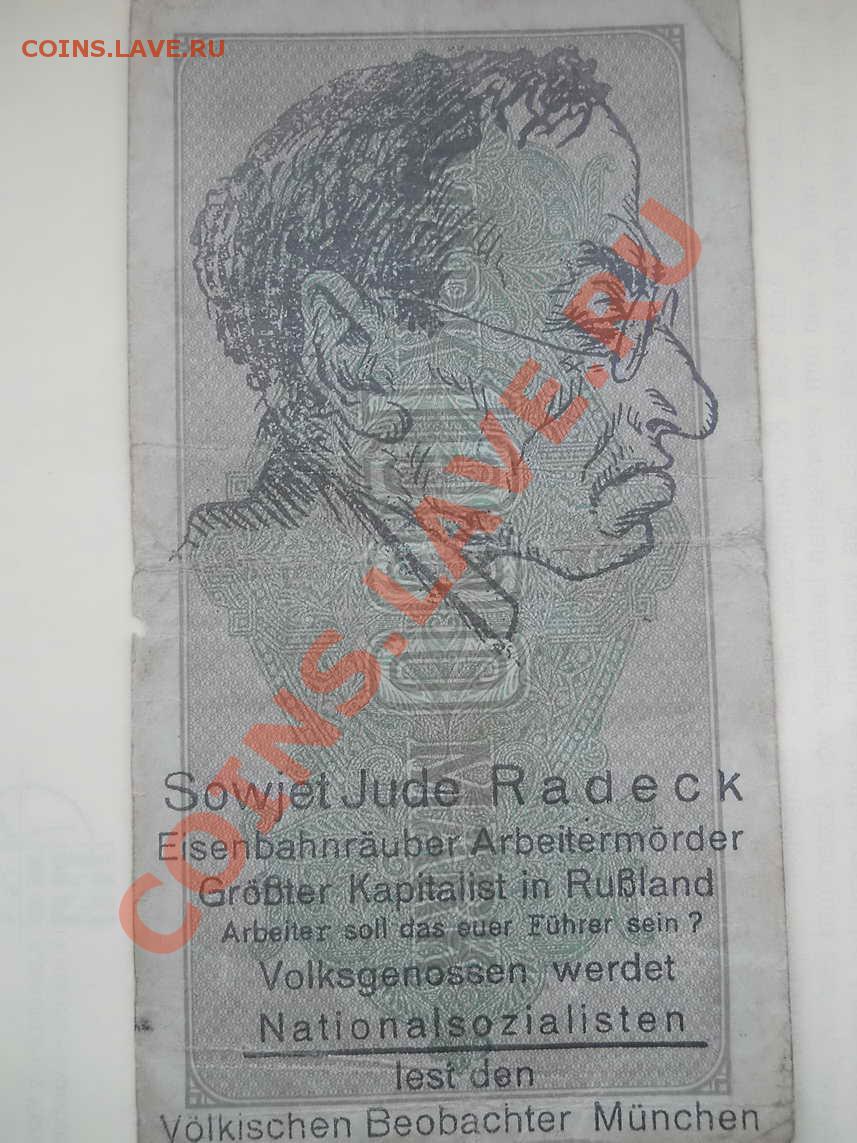 COINS.LAVE.RU
COINS.LAVE.RU
Sowjet Jude Radeck
Eisenbahnräuber Arbeitermörder
Größter Kapitalist in Rußland
Arbeiter soll das euer Führer sein?
Volksgenossen werdet
Nationalsozialisten
lest den
Völkischen Beobachter München